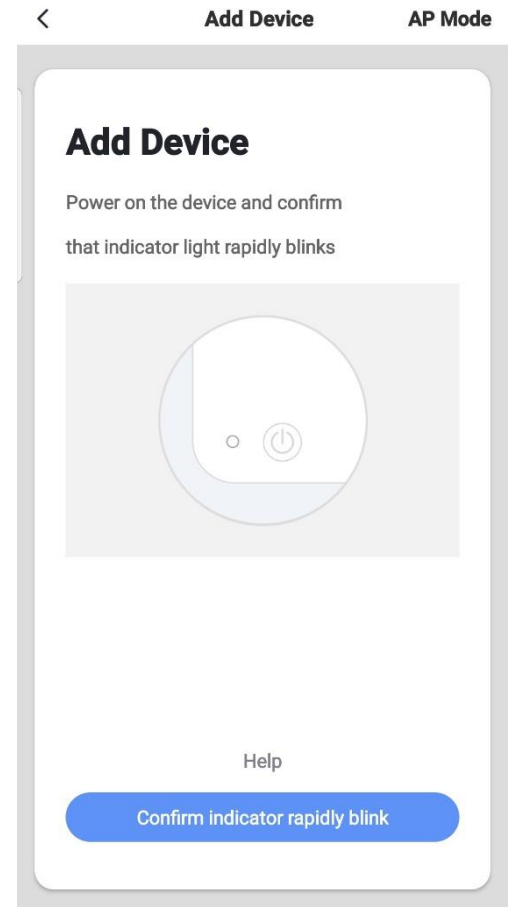 Add Device
AP Mode
Add Device
Power on the device and confirm
that indicator light rapidly blinks
Help
Confirm indicator rapidly blink